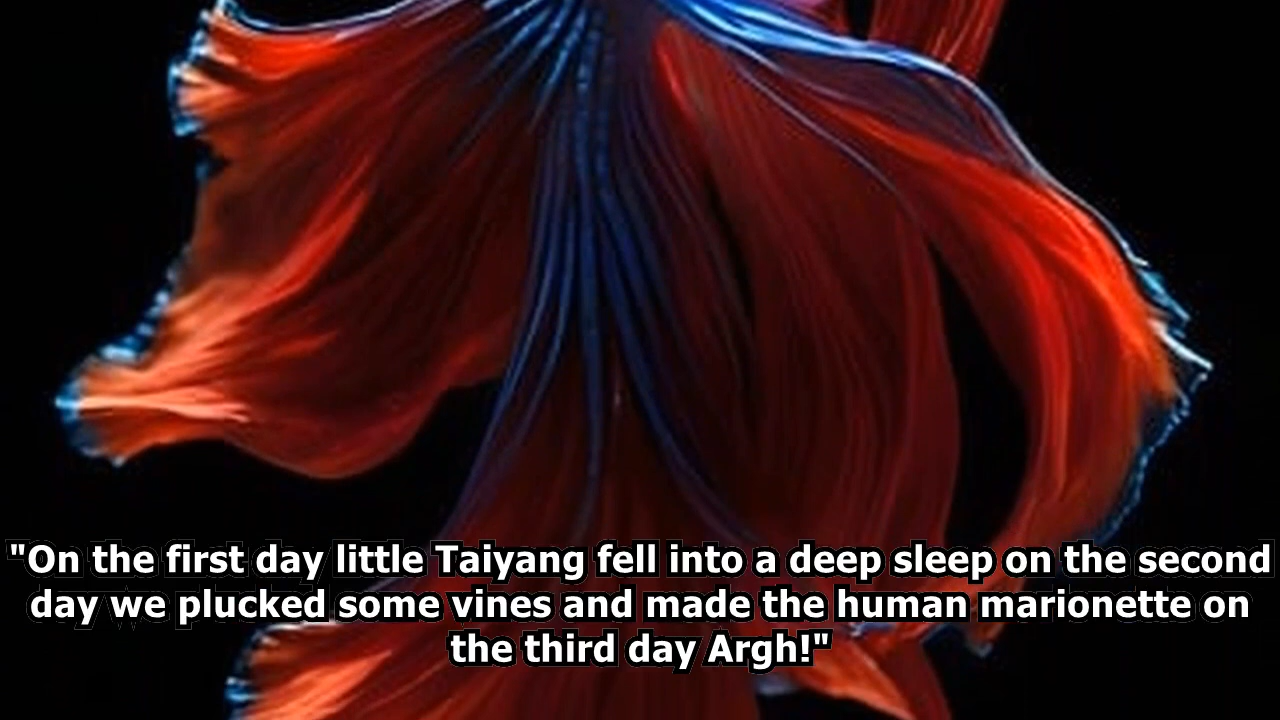 "On the first day little Taiyang fell into a deep sleep on the second
day we plucked some vines and made the human marionette on
the third day Argh!"